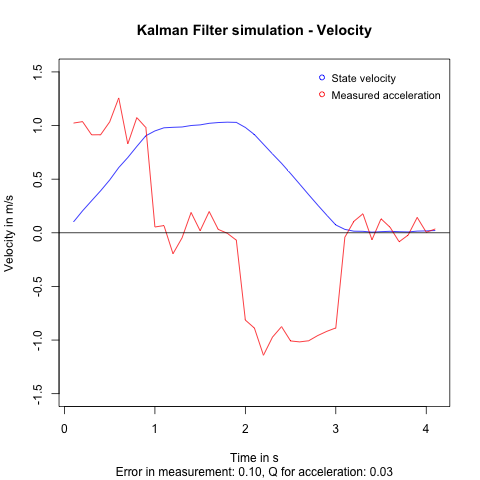 Kalman Filter simulation - Velocity
State velocity
Measured acceleration
Velocity in m/s
1.5
1.0
0.5
0.0
-0.5
-1.0
-1.5
0 1 2 3 4
Time in s
Error in measurement: 0.10, Q for acceleration: 0.03